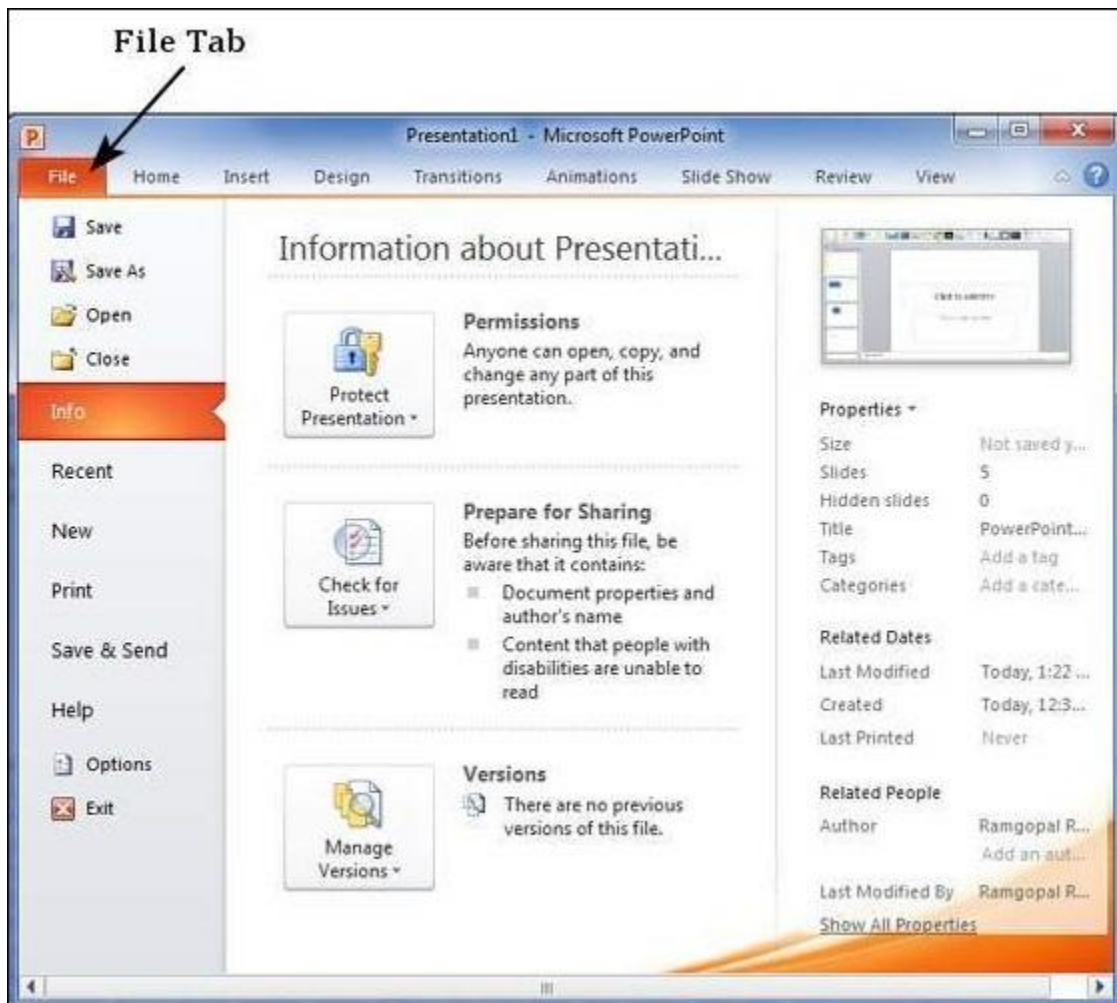 File Tab
Presentation1 - Microsoft PowerPoint
File Home Insert Design Transitions Animations Slide Show Review View
Save
Save As
Open
Close
Info
Recent
New
Print
Save & Send
Help
Options
Exit
Information about Presentati...
Protect
Presentation
Permissions
Anyone can open, copy, and
change any part of this
presentation.
Check for
Issues
Prepare for Sharing
Before sharing this file, be
aware that it contains:
Document properties and
author's name
Content that people with
disabilities are unable to
read
Manage
Versions
Versions
There are no previous
versions of this file.
Properties
Size Not saved y...
Slides 5
Hidden slides 0
Title PowerPoint...
Tags Add a tag
Categories Add a cate...
Related Dates
Last Modified Today, 1:22 ...
Created Today, 12:3...
Last Printed Never
Related People
Author Ramgopal R...
Add an aut...
Last Modified By Ramgopal R...
Show All Properties